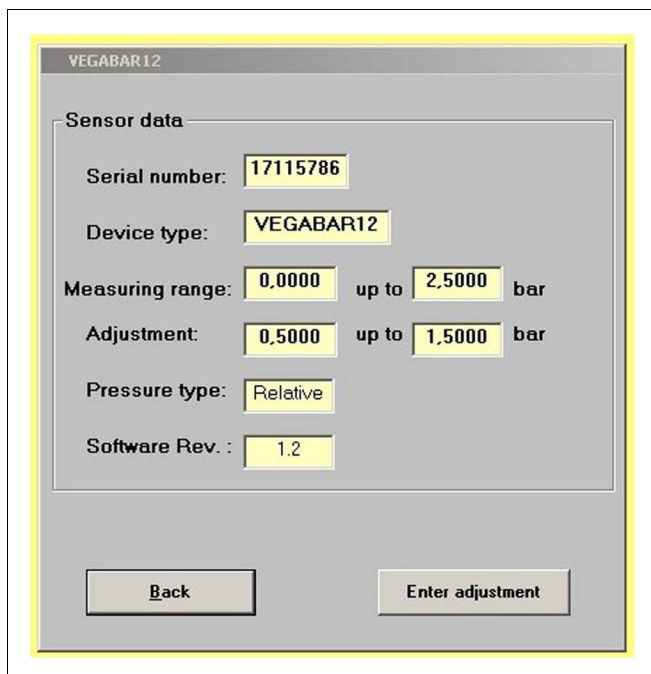 VEGABAR12
Sensor data
Serial number: 17115786
Device type: VEGABAR12
Measuring range: 0,0000 up to 2,5000 bar
Adjustment: 0,5000 up to 1,5000 bar
Pressure type: Relative
Software Rev. : 1.2
Back Enter adjustment